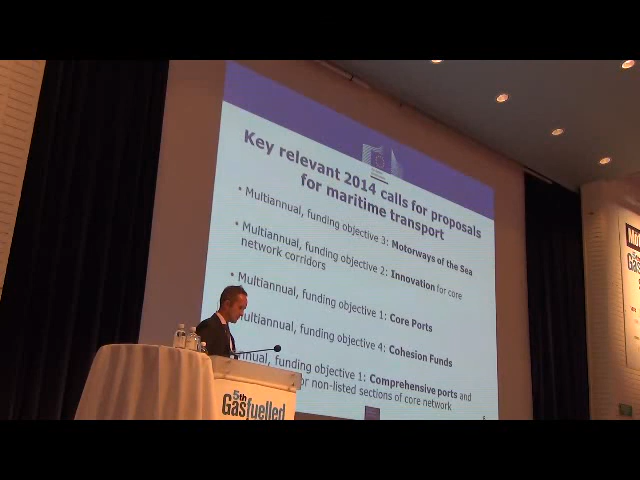 Key relevant 2014 calls for proposals
for maritime transport
• Multiannual, funding objective 3: Motorways of the Sea
• Multiannual, funding objective 2: Innovation for core
network corridors
• Multiannual, funding objective 1: Core Ports
Multiannual, funding objective 4: Cohesion Funds
funding objective 1: Comprehensive ports and
or non-listed sections of core network
5th
Gasfuelled